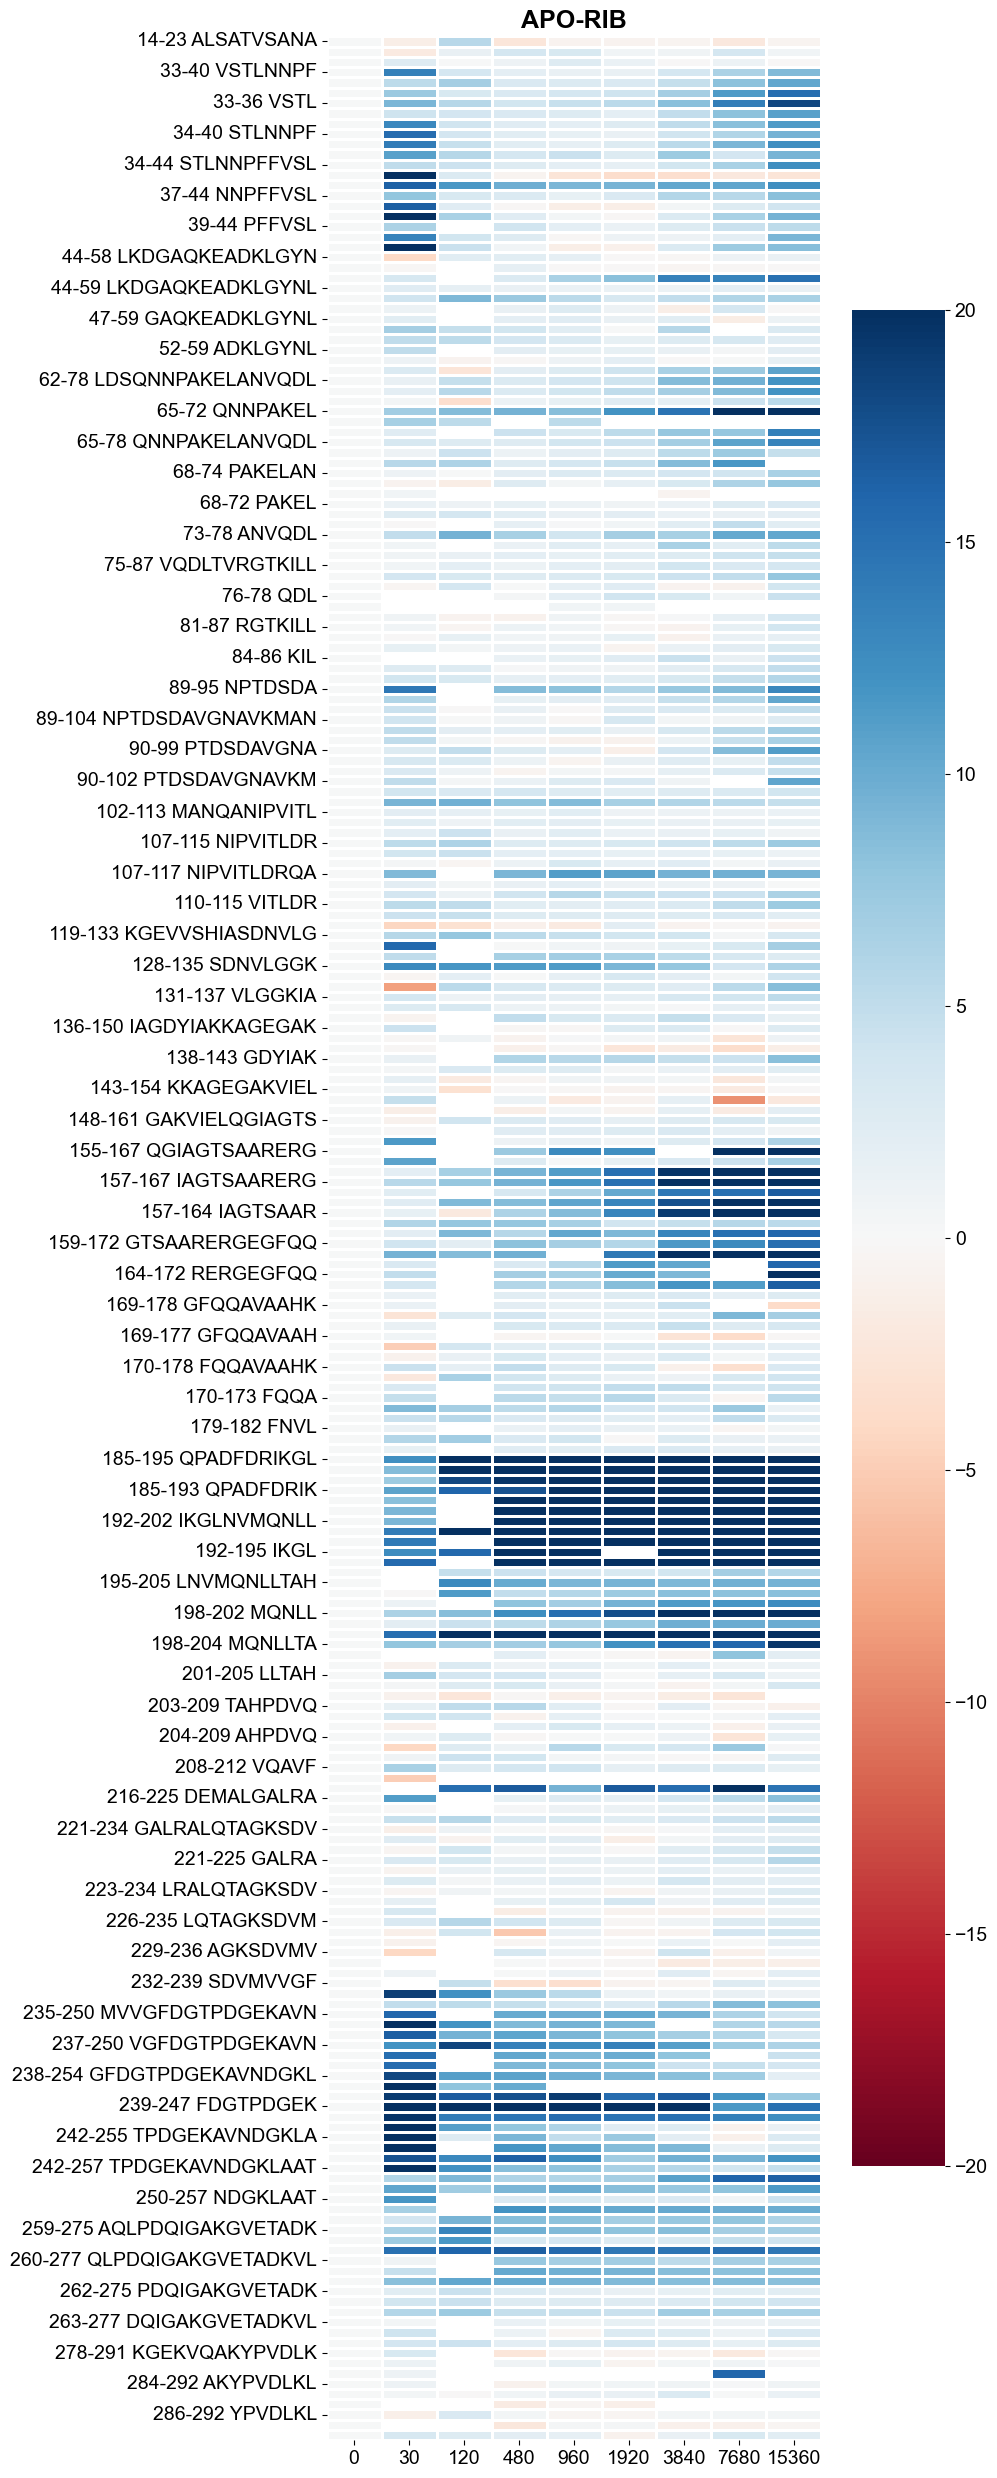 APO-RIB
14-23 ALSATVSANA
33-40 VSTLNNPF
33-36 VSTL
34-40 STLNNPF
34-44 STLNNPFFVSL
37-44 NNPFFVSL
39-44 PFFVSL
44-58 LKDGAQKEADKLGYN
44-59 LKDGAQKEADKLGYNL
47-59 GAQKEADKLGYNL
52-59 ADKLGYNL
62-78 LDSQNNPAKELANVQDL
65-72 QNNPAKEL
65-78 QNNPAKELANVQDL
68-74 PAKELAN
68-72 PAKEL
73-78 ANVQDL
75-87 VQDLTVRGTKILL
76-78 QDL
81-87 RGTKILL
84-86 KIL
89-95 NPTDSDA
89-104 NPTDSDAVGNAVKMAN
90-99 PTDSDAVGNA
90-102 PTDSDAVGNAVKM
102-113 MANQANIPVITL
107-115 NIPVITLDR
107-117 NIPVITLDRQA
110-115 VITLDR
119-133 KGEVVSHIASDNVLG
128-135 SDNVLGGK
131-137 VLGGKIA
136-150 IAGDYIAKKAGEGAK
138-143 GDYIAK
143-154 KKAGEGAKVIEL
148-161 GAKVIELQGIAGTS
155-167 QGIAGTSAARERG
157-167 IAGTSAARERG
157-164 IAGTSAAR
159-172 GTSAARERGEGFQQ
164-172 RERGEGFQQ
169-178 GFQQAVAAHK
169-177 GFQQAVAAH
170-178 FQQAVAAHK
170-173 FQQA
179-182 FNVL
185-195 QPADFDRIKGL
185-193 QPADFDRIK
192-202 IKGLNVMQNLL
192-195 IKGL
195-205 LNVMQNLLTAH
198-202 MQNLL
198-204 MQNLLTA
201-205 LLTAH
203-209 TAHPDVQ
204-209 AHPDVQ
208-212 VQAVF
216-225 DEMALGALRA
221-234 GALRALQTAGKSDV
221-225 GALRA
223-234 LRALQTAGKSDV
226-235 LQTAGKSDVM
229-236 AGKSDVMV
232-239 SDVMVVGF
235-250 MVVGFDGTPDGEKAVN
237-250 VGFDGTPDGEKAVN
238-254 GFDGTPDGEKAVNDGKL
239-247 FDGTPDGEK
242-255 TPDGEKAVNDGKLA
242-257 TPDGEKAVNDGKLAAT
250-257 NDGKLAAT
259-275 AQLPDQIGAKGVETADK
260-277 QLPDQIGAKGVETADKVL
262-275 PDQIGAKGVETADK
263-277 DQIGAKGVETADKVL
278-291 KGEKVQAKYPVDLK
284-292 AKYPVDLKL
286-292 YPVDLKL
0 30 120 480 960 1920 3840 7680 15360
20
15
10
5
0
−5
−10
−15
−20